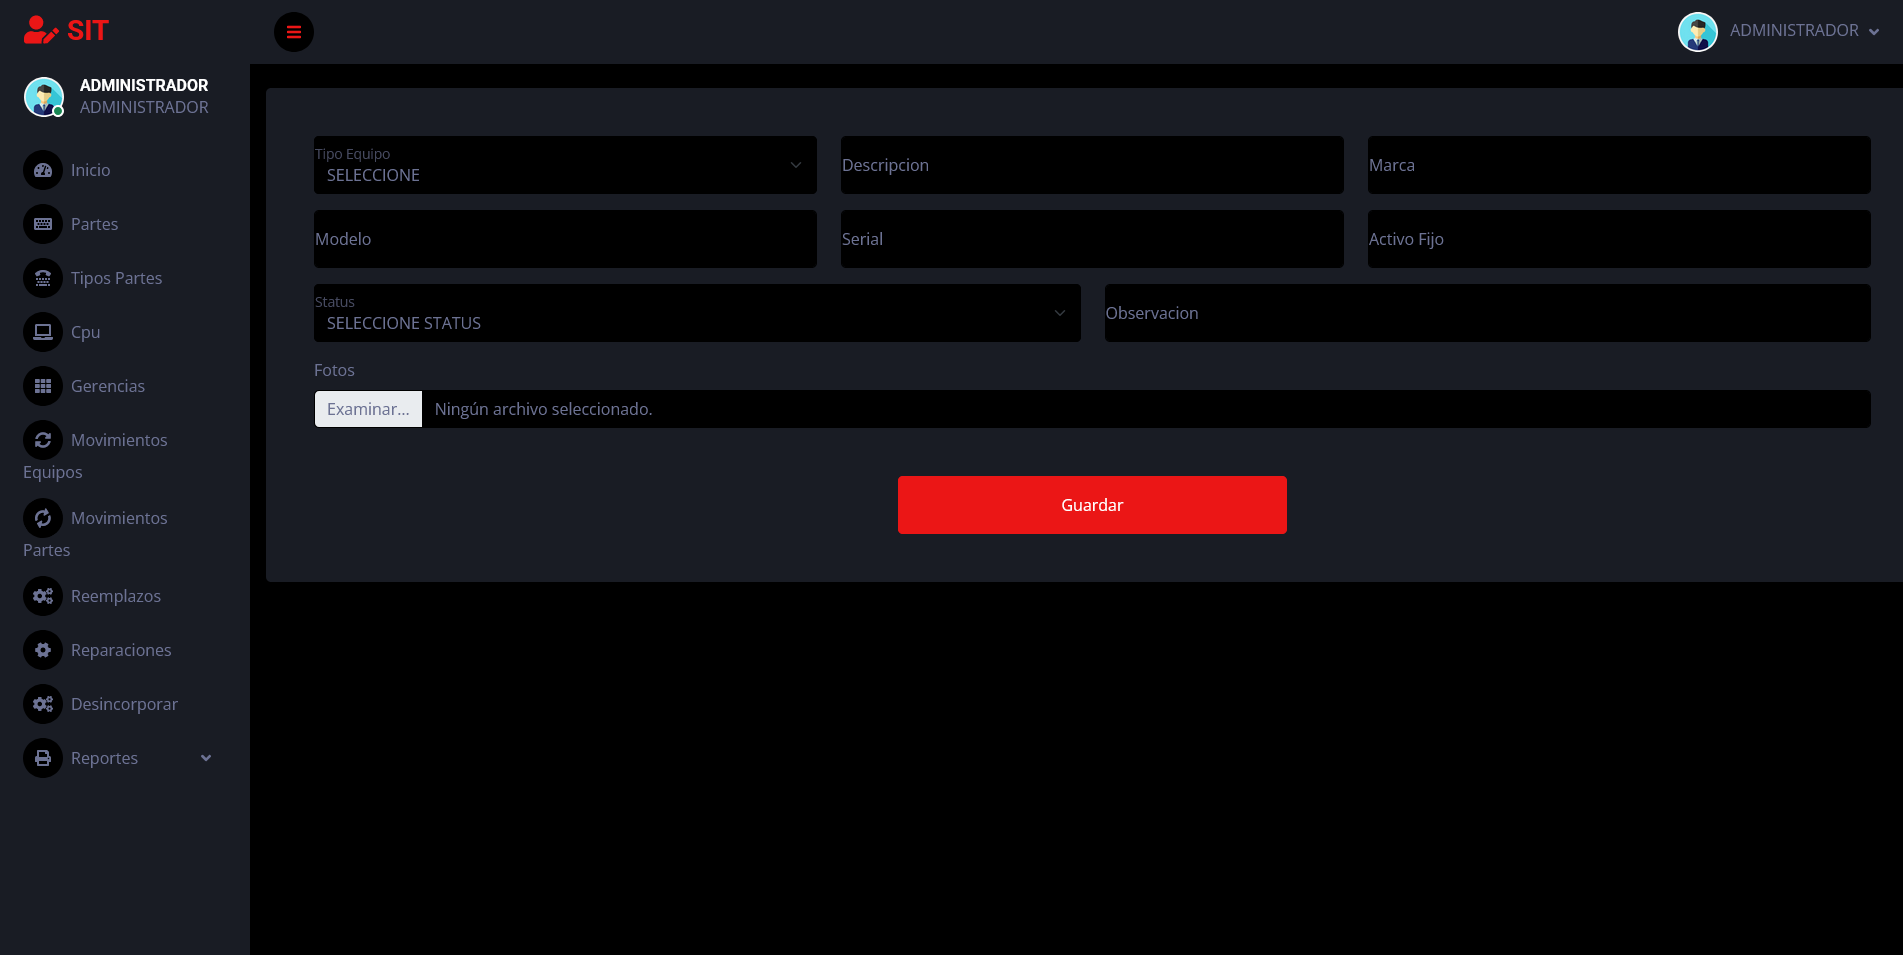 SIT
ADMINISTRADOR
ADMINISTRADOR
ADMINISTRADOR
Inicio
Partes
Tipos Partes
Cpu
Gerencias
Movimientos
Equipos
Movimientos
Partes
Reemplazos
Reparaciones
Desincorporar
Reportes
Tipo Equipo
SELECCIONE
Descripcion
Marca
Modelo
Serial
Activo Fijo
Status
SELECCIONE STATUS
Observacion
Fotos
Examinar... Ningún archivo seleccionado.
Guardar